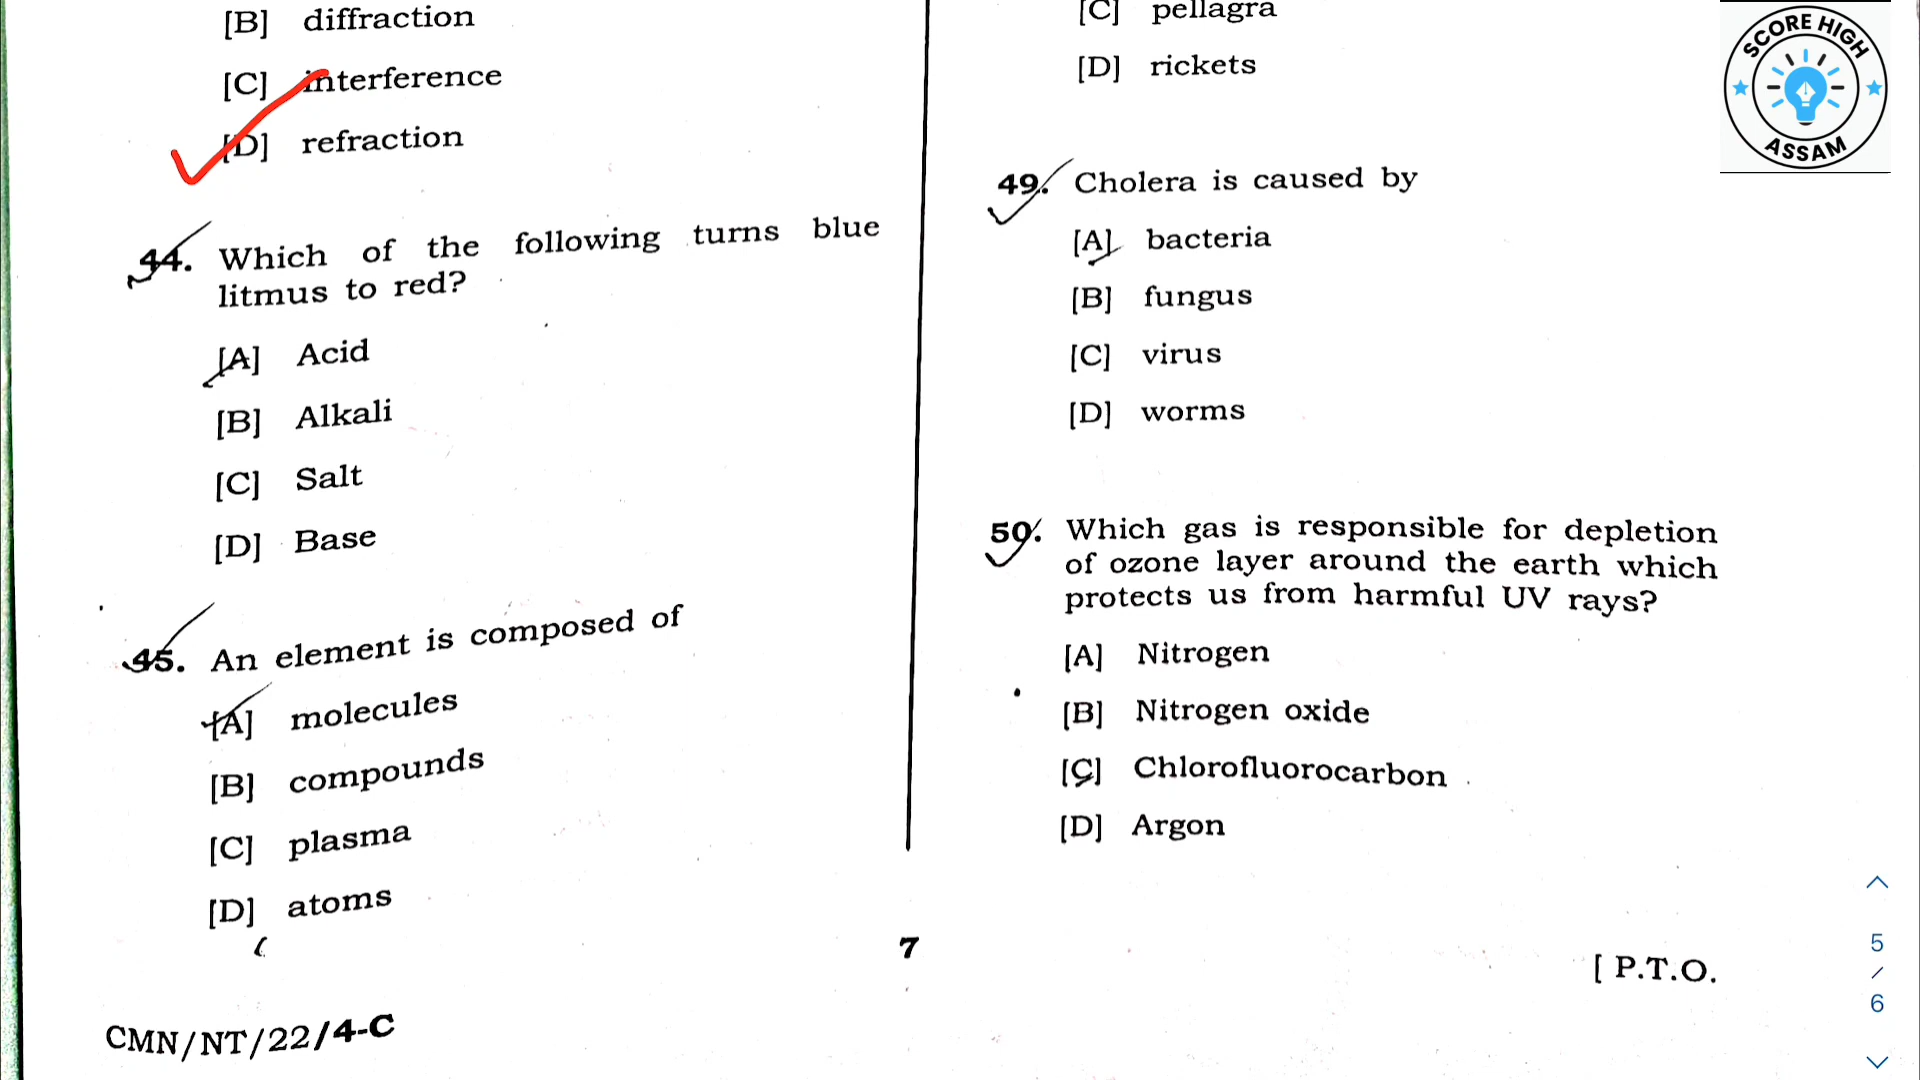 [B] diffraction
[C] interference
[D] refraction
44. Which of the following turns blue
litmus to red?
[A] Acid
[B] Alkali
[C] Salt
[D] Base
45. An element is composed of
[A] molecules
[B] compounds
[C] plasma
[D] atoms
[C] pellagra
[D] rickets
49. Cholera is caused by
[A] bacteria
[B] fungus
[C] virus
[D] worms
50. Which gas is responsible for depletion
of ozone layer around the earth which
protects us from harmful UV rays?
[A] Nitrogen
[B] Nitrogen oxide
[C] Chlorofluorocarbon
[D] Argon
7
[ P.T.O.
CMN/NT/22/4-C
SCORE HIGH
ASSAM
5
/
6